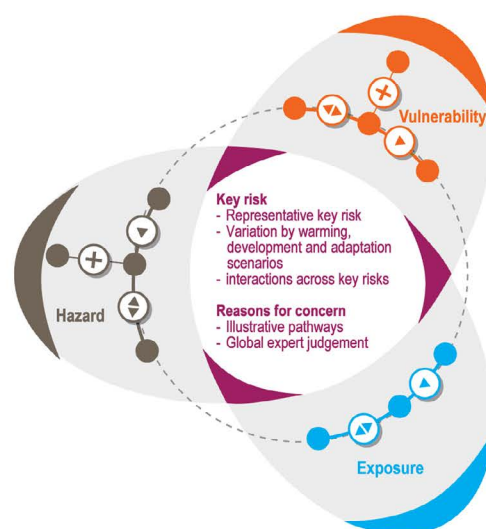 Vulnerability
Key risk
- Representative key risk
- Variation by warming,
development and adaptation
scenarios
- interactions across key risks
Reasons for concern
- Illustrative pathways
- Global expert judgement
Hazard
Exposure